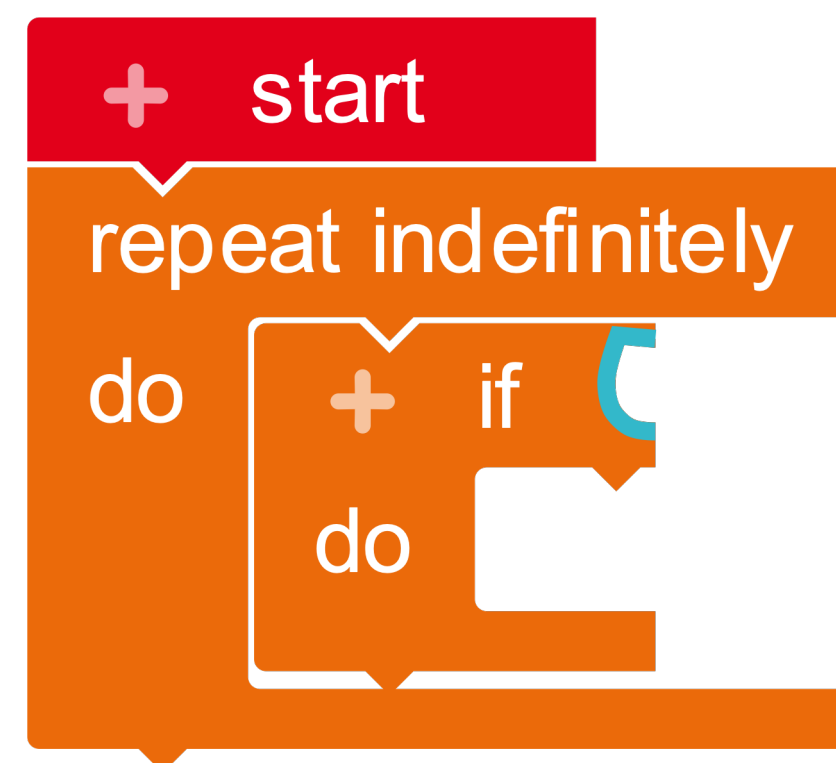 start
repeat indefinitely
do
if
do